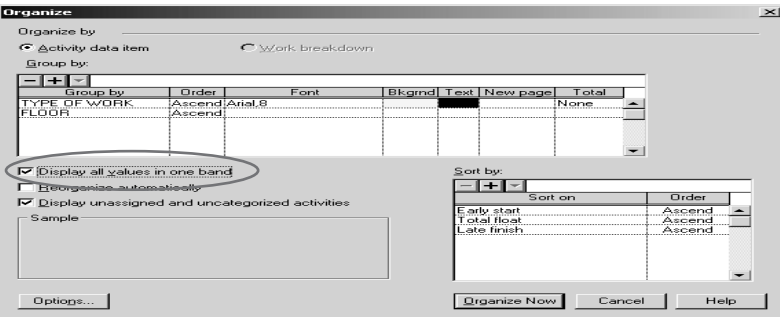 Organize
Organize by
Activity data item Work breakdown
Group by:
Group by Order Font Bkgrnd Text New page Total
TYPE OF WORK Ascend Arial,8 None
FLOOR Ascend
Display all values in one band
Reorganize automatically
Display unassigned and uncategorized activities
Sample
Sort by:
Sort on Order
Early start Ascend
Total float Ascend
Late finish Ascend
Options... Organize Now Cancel Help